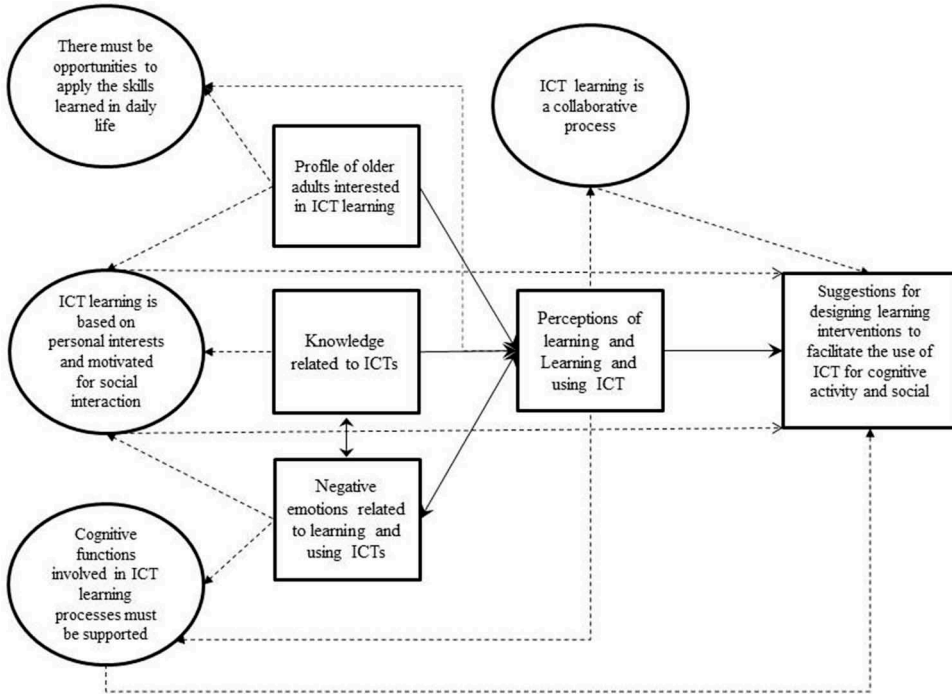 There must be
opportunities to
apply the skills
learned in daily
life
ICT learning is
a collaborative
process
Profile of older
adults interested
in ICT learning
ICT learning is
based on
personal interests
and motivated
for social
interaction
Knowledge
related to ICTs
Perceptions of
learning and
Learning and
using ICT
Suggestions for
designing learning
interventions to
facilitate the use of
ICT for cognitive
activity and social
Negative
emotions related
to learning and
using ICTs
Cognitive
functions
involved in ICT
learning
processes must
be supported